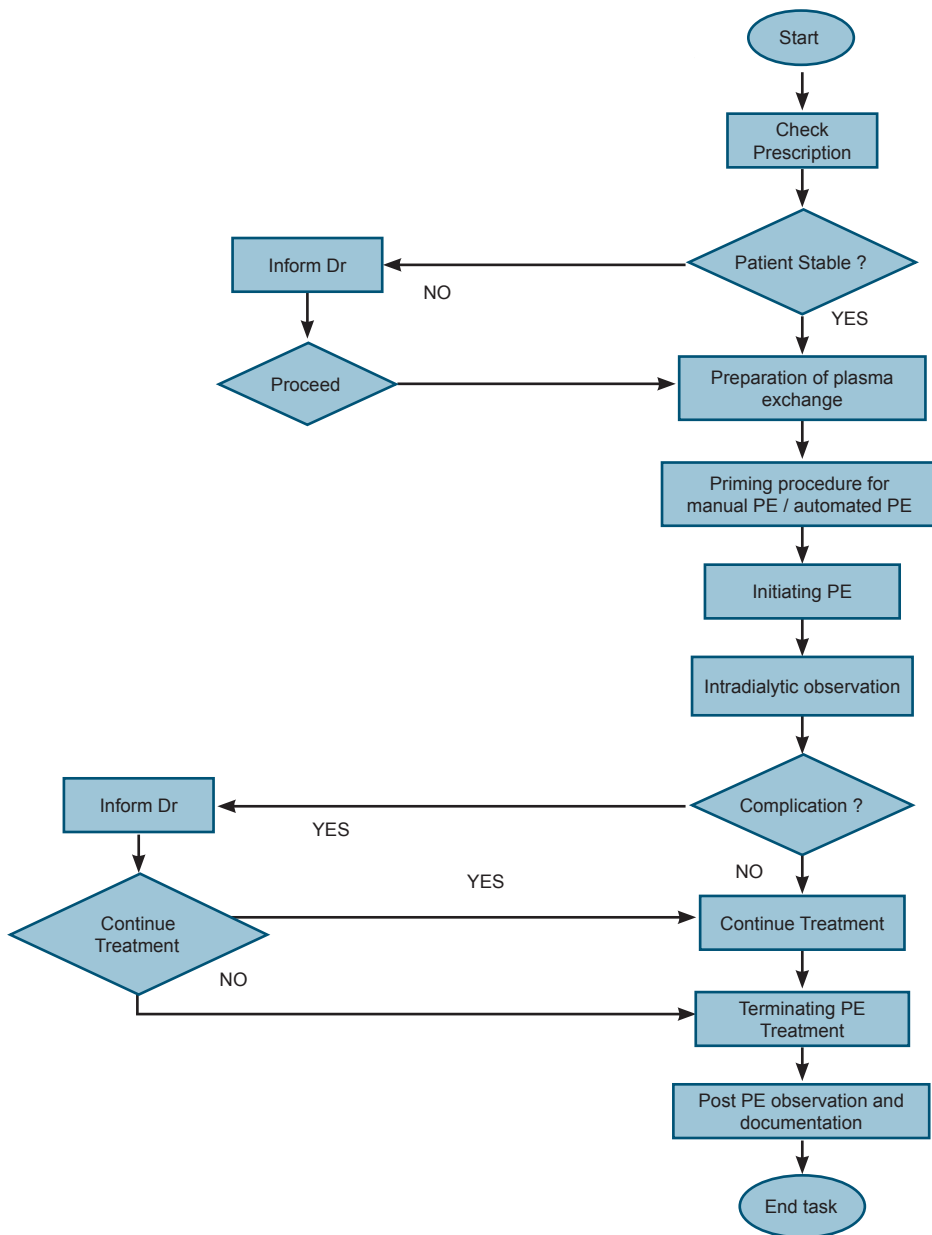 Start
Check
Prescription
Patient Stable ?
Inform Dr
NO
YES
Proceed
Preparation of plasma
exchange
Priming procedure for
manual PE / automated PE
Initiating PE
Intradialytic observation
Complication ?
Inform Dr
YES
NO
YES
Continue
Treatment
Continue Treatment
NO
Terminating PE
Treatment
Post PE observation and
documentation
End task